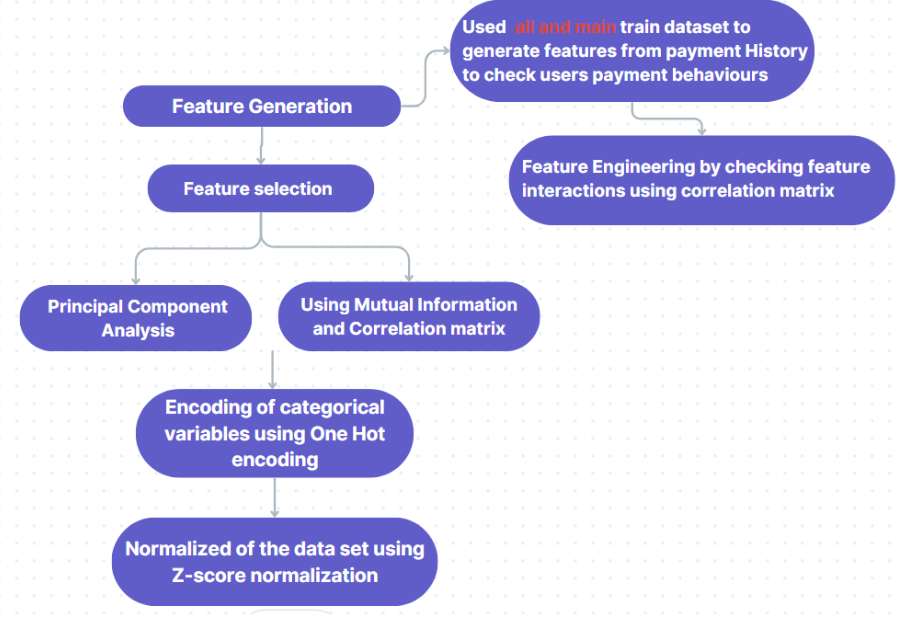 Used all and main train dataset to
generate features from payment History
to check users payment behaviours
Feature Generation
Feature Engineering by checking feature
interactions using correlation matrix
Feature selection
Principal Component
Analysis
Using Mutual Information
and Correlation matrix
Encoding of categorical
variables using One Hot
encoding
Normalized of the data set using
Z-score normalization